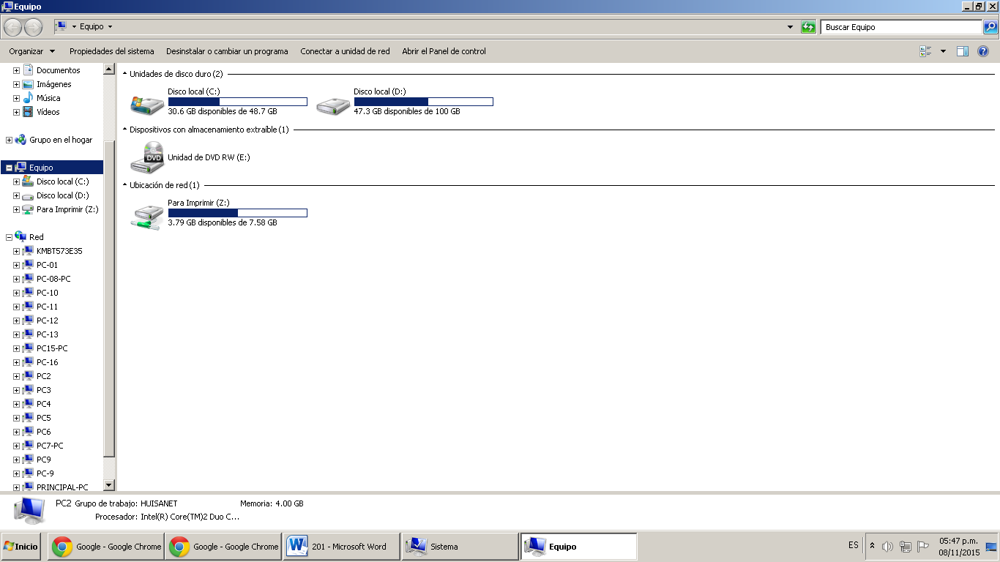 Equipo
Equipo
Buscar Equipo
Organizar Propiedades del sistema Desinstalar o cambiar un programa Conectar a unidad de red Abrir el Panel de control
Documentos
Imágenes
Música
Vídeos
Grupo en el hogar
Equipo
Disco local (C:)
Disco local (D:)
Para Imprimir (Z:)
Red
KMBT573E35
PC-01
PC-08-PC
PC-10
PC-11
PC-12
PC-13
PC15-PC
PC-16
PC2
PC3
PC4
PC5
PC6
PC7-PC
PC9
PC-9
PRINCIPAL-PC
Unidades de disco duro (2)
Disco local (C:)
30.6 GB disponibles de 48.7 GB
Disco local (D:)
47.3 GB disponibles de 100 GB
Dispositivos con almacenamiento extraíble (1)
DVD
Unidad de DVD RW (E:)
Ubicación de red (1)
Para Imprimir (Z:)
3.79 GB disponibles de 7.58 GB
PC2 Grupo de trabajo: HUISANET Memoria: 4.00 GB
Procesador: Intel(R) Core(TM)2 Duo C...
Inicio
Google - Google Chrome
Google - Google Chrome
201 - Microsoft Word
Sistema
Equipo
ES
05:47 p.m.
08/11/2015